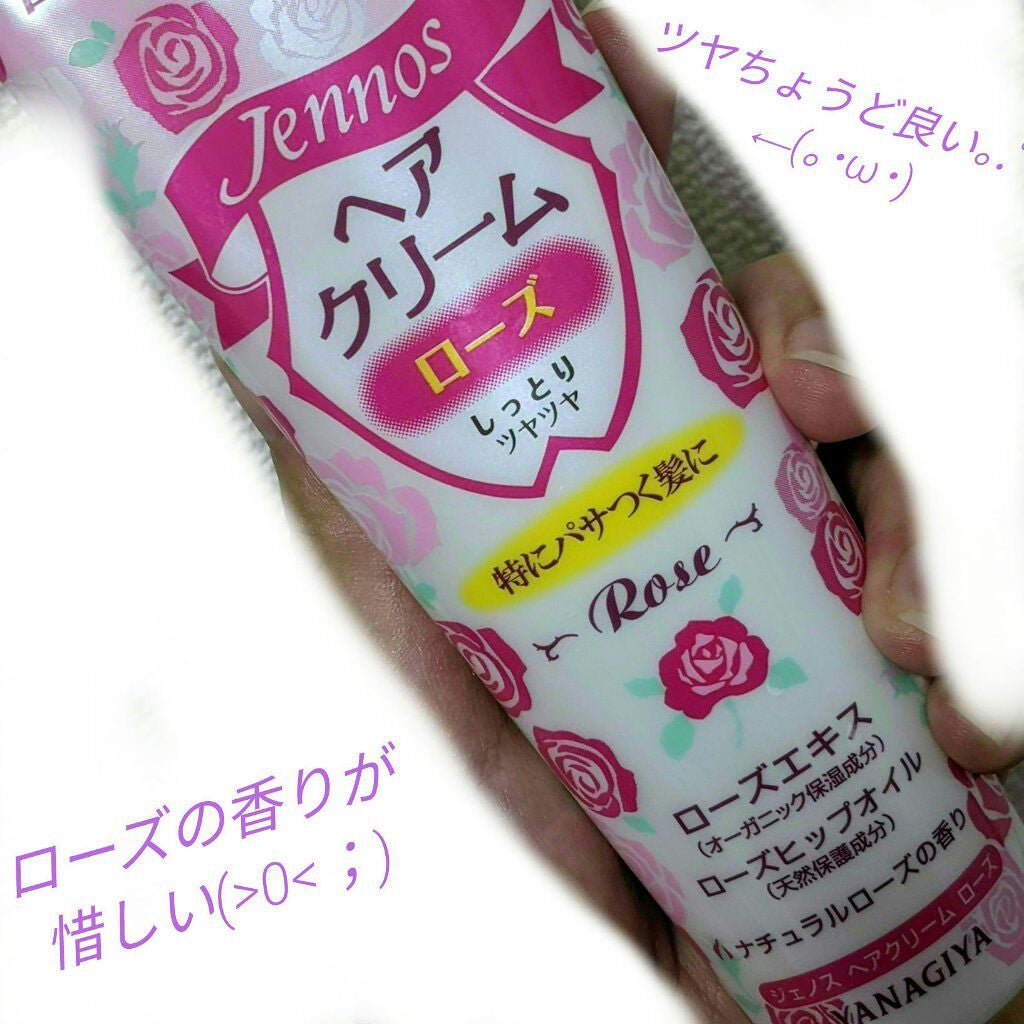 Jennos
ヘア
クリーム
ローズ
しっとり
ツヤツヤ
特にパサつく髪に
Rose
ローズエキス
(オーガニック保湿成分)
ローズヒップオイル
(天然保護成分)
ナチュラルローズの香り
ジェノス ヘアクリーム ローズ
YANAGIYA
ツヤちょうど良い。・
←(。・ω・)
ローズの香りが
惜しい(>0<；)